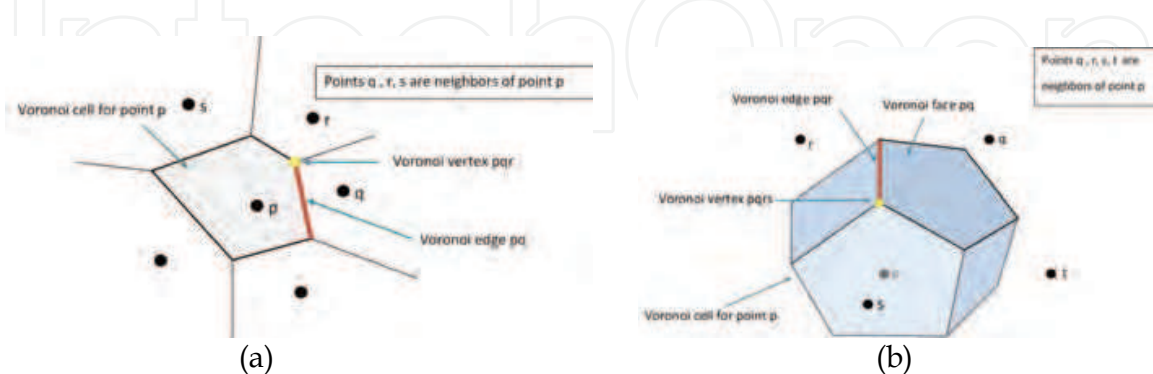 IntechOpen
Points q , r, s are neighbors of point p
Voronoi cell for point p
s
r
Voronoi vertex pqr
q
p
Voronoi edge pq
(a)
Points q , r, s, t are
neighbors of point p
Voronoi edge pqr
Voronoi face pq
r
q
Voronoi vertex pqrs
t
p
s
Voronoi cell for point p
(b)